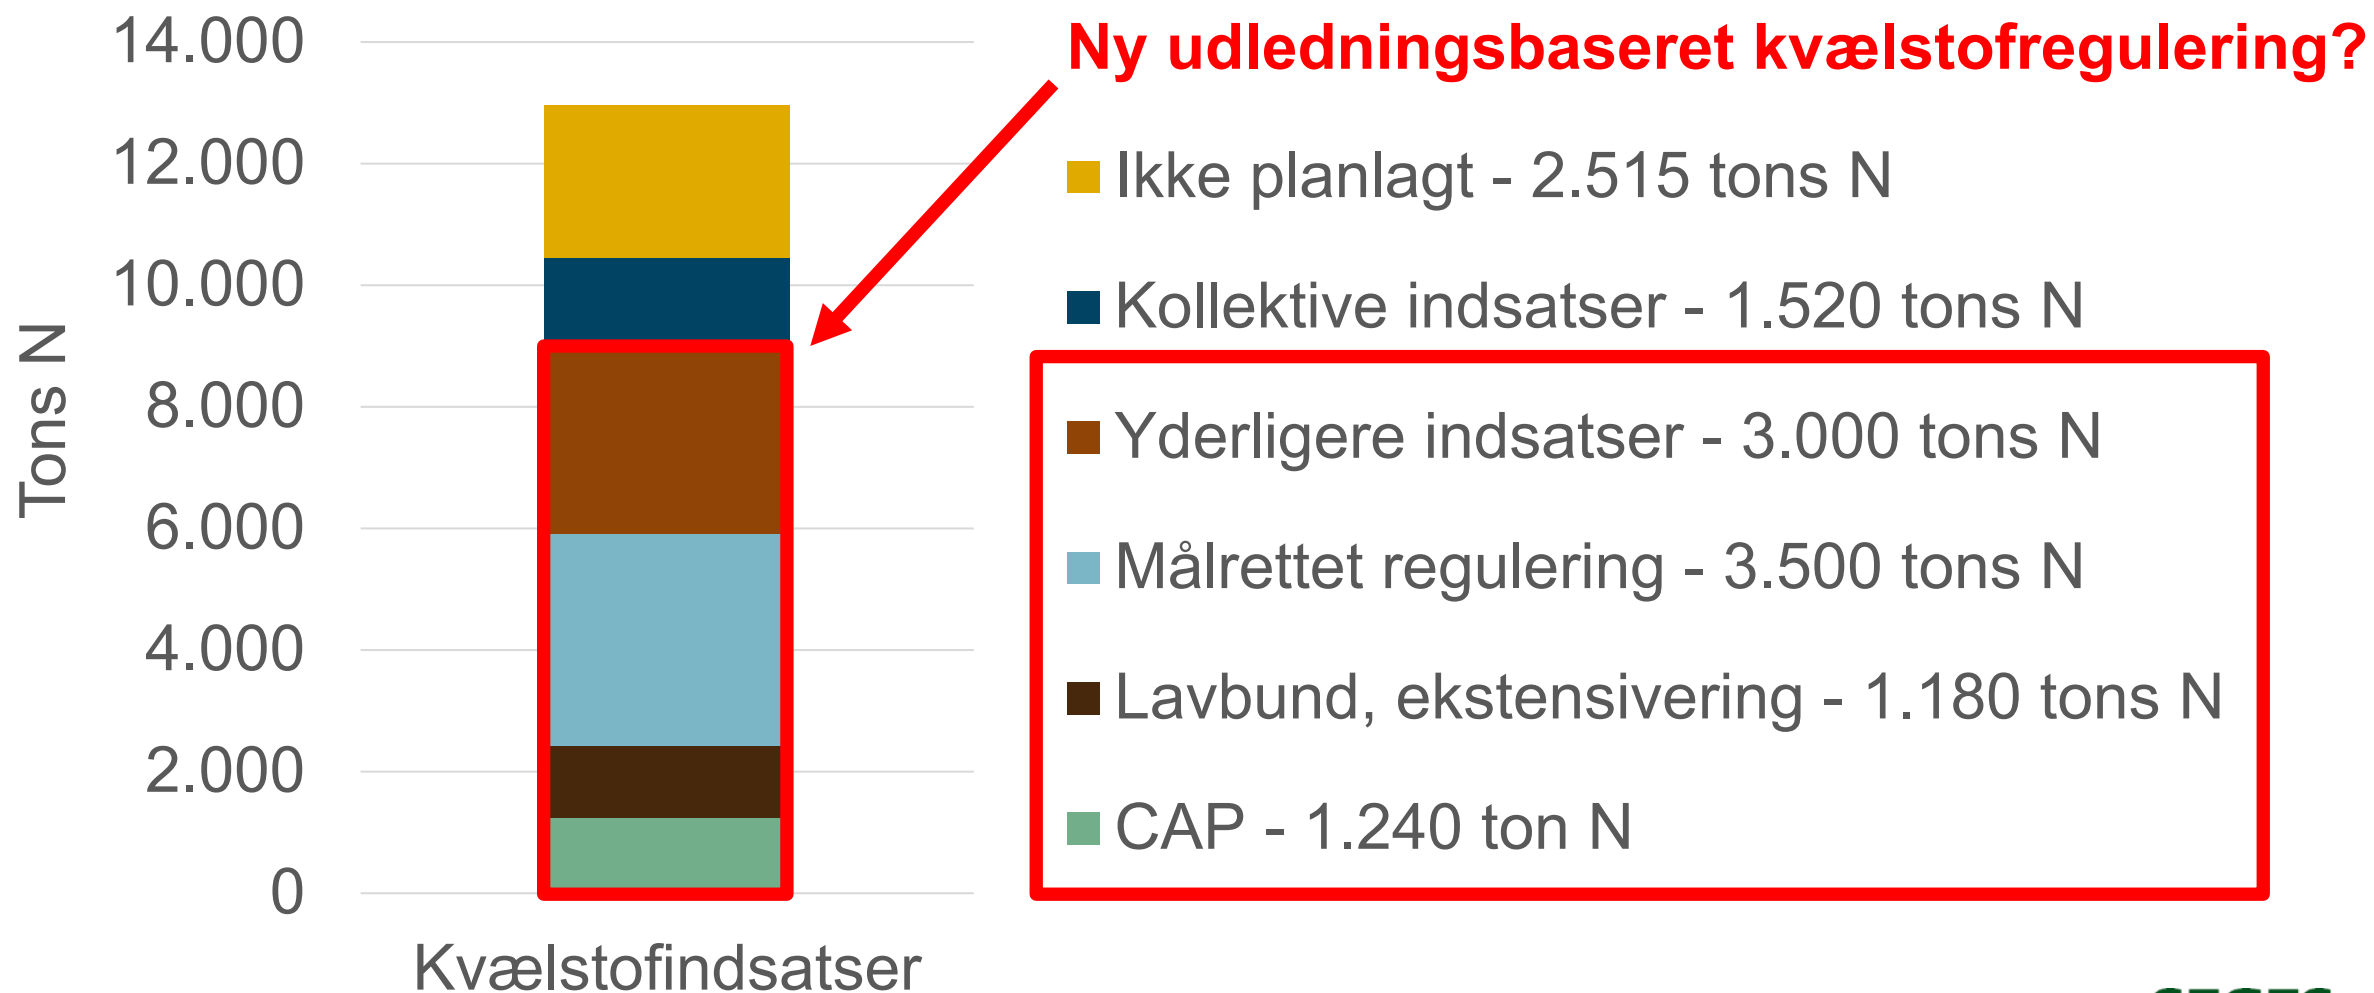 Ny udledningsbaseret kvælstofregulering?
14.000
12.000
10.000
8.000
6.000
4.000
2.000
0
Tons N
Kvælstofindsatser
Ikke planlagt - 2.515 tons N
Kollektive indsatser - 1.520 tons N
Yderligere indsatser - 3.000 tons N
Målrettet regulering - 3.500 tons N
Lavbund, ekstensivering - 1.180 tons N
CAP - 1.240 ton N